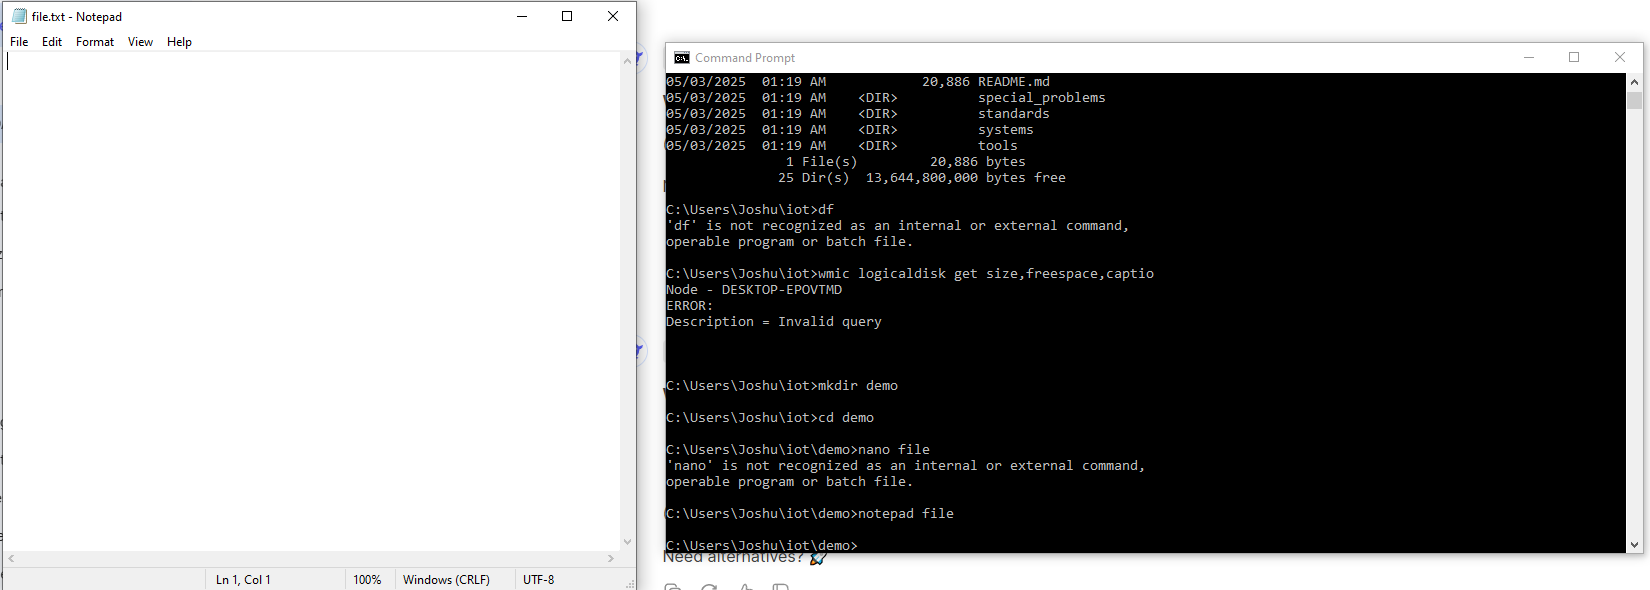 file.txt - Notepad
File Edit Format View Help
Ln 1, Col 1 100% Windows (CRLF) UTF-8
Command Prompt
05/03/2025  01:19 AM            20,886 README.md
05/03/2025  01:19 AM    <DIR>          special_problems
05/03/2025  01:19 AM    <DIR>          standards
05/03/2025  01:19 AM    <DIR>          systems
05/03/2025  01:19 AM    <DIR>          tools
1 File(s)         20,886 bytes
25 Dir(s)  13,644,800,000 bytes free
C:\Users\Joshu\iot>df
'df' is not recognized as an internal or external command,
operable program or batch file.
C:\Users\Joshu\iot>wmic logicaldisk get size,freespace,captio
Node - DESKTOP-EPOVTMD
ERROR:
Description = Invalid query
C:\Users\Joshu\iot>mkdir demo
C:\Users\Joshu\iot>cd demo
C:\Users\Joshu\iot\demo>nano file
'nano' is not recognized as an internal or external command,
operable program or batch file.
C:\Users\Joshu\iot\demo>notepad file
C:\Users\Joshu\iot\demo>
Need alternatives? 🚀